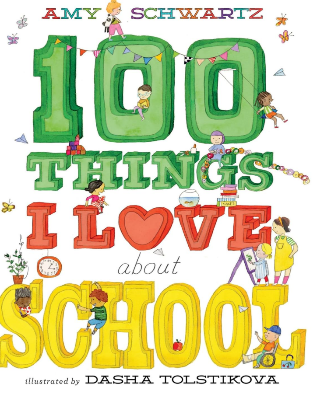 AMY SCHWARTZ
100
THINGS
I LOVE
about
SCHOOL
illustrated by DASHA TOLSTIKOVA